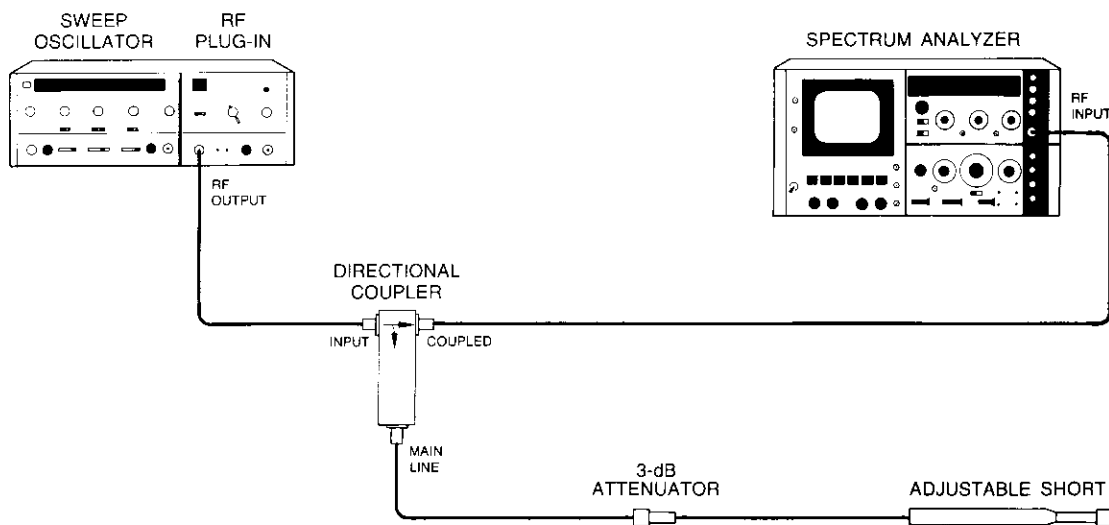 SWEEP
OSCILLATOR
RF
PLUG-IN
SPECTRUM ANALYZER
RF
INPUT
RF
OUTPUT
DIRECTIONAL
COUPLER
INPUT
COUPLED
MAIN
LINE
3-dB
ATTENUATOR
ADJUSTABLE SHORT